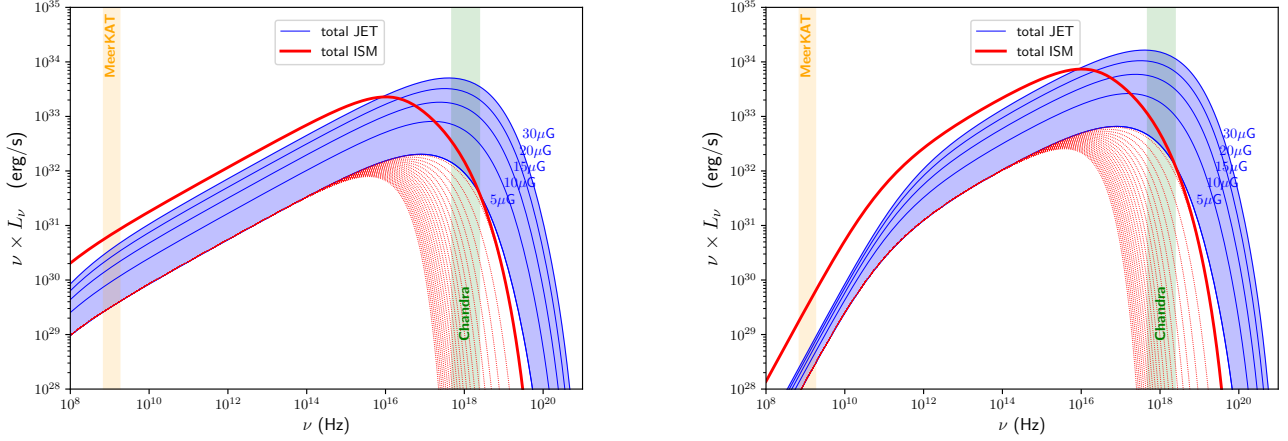 10^35
10^34
10^33
10^32
10^31
10^30
10^29
10^28
ν × L_ν (erg/s)
MeerKAT
total JET
total ISM
30μG
20μG
15μG
10μG
5μG
Chandra
10^8
10^10
10^12
10^14
10^16
10^18
10^20
ν (Hz)
10^35
10^34
10^33
10^32
10^31
10^30
10^29
10^28
ν × L_ν (erg/s)
MeerKAT
total JET
total ISM
30μG
20μG
15μG
10μG
5μG
Chandra
10^8
10^10
10^12
10^14
10^16
10^18
10^20
ν (Hz)